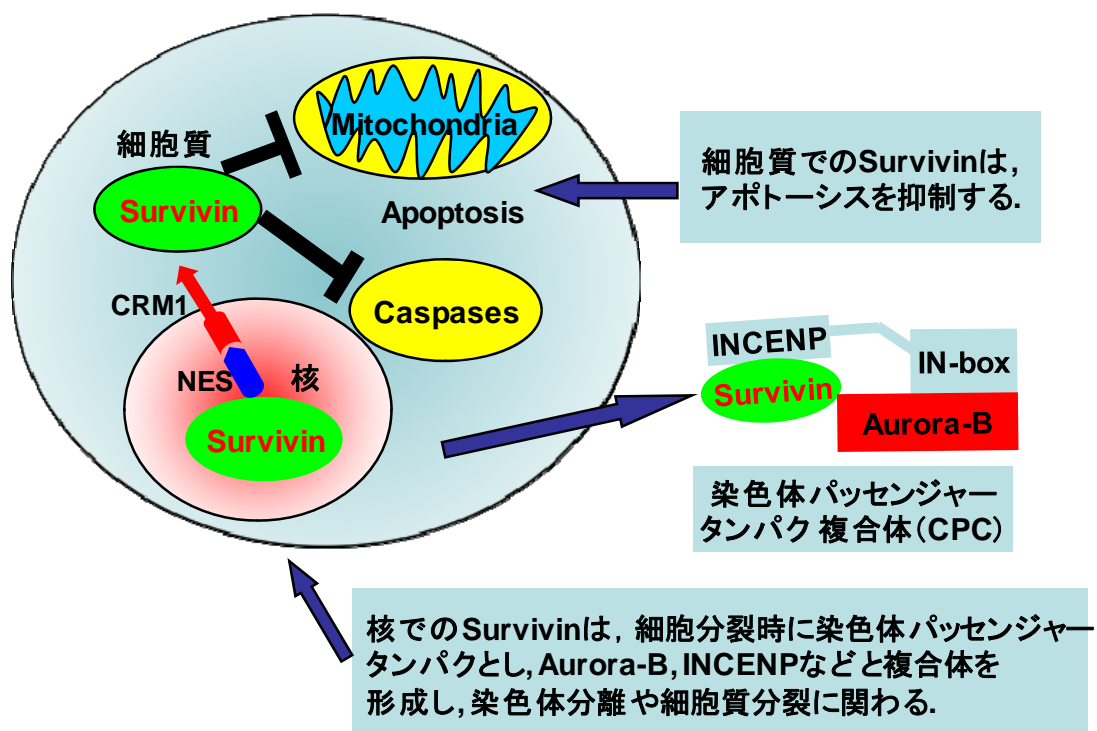 Mitochondria
細胞質
Survivin
Apoptosis
細胞質でのSurvivinは,
アポトーシスを抑制する.
CRM1
Caspases
NES
核
Survivin
INCENP
IN-box
Survivin
Aurora-B
染色体パッセンジャー
タンパク複合体(CPC)
核でのSurvivinは, 細胞分裂時に染色体パッセンジャー
タンパクとし, Aurora-B, INCENPなどと複合体を
形成し, 染色体分離や細胞質分裂に関わる.